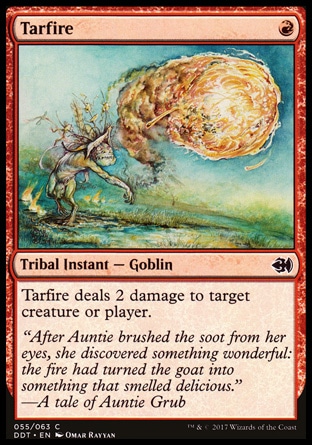 Tarfire
Tribal Instant — Goblin
Tarfire deals 2 damage to target
creature or player.
“After Auntie brushed the soot from her
eyes, she discovered something wonderful:
the fire had turned the goat into
something that smelled delicious.”
—A tale of Auntie Grub
055/063 C
DDT • EN Omar Rayyan
™ & © 2017 Wizards of the Coast